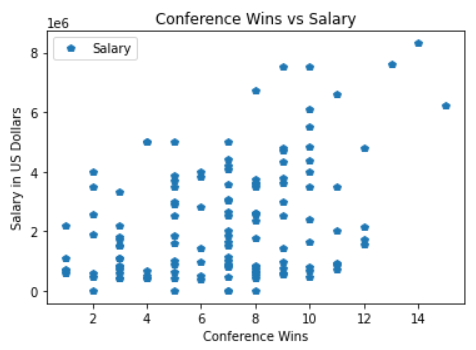 Conference Wins vs Salary
1e6
Salary
8
6
4
2
0
Salary in US Dollars
2 4 6 8 10 12 14
Conference Wins